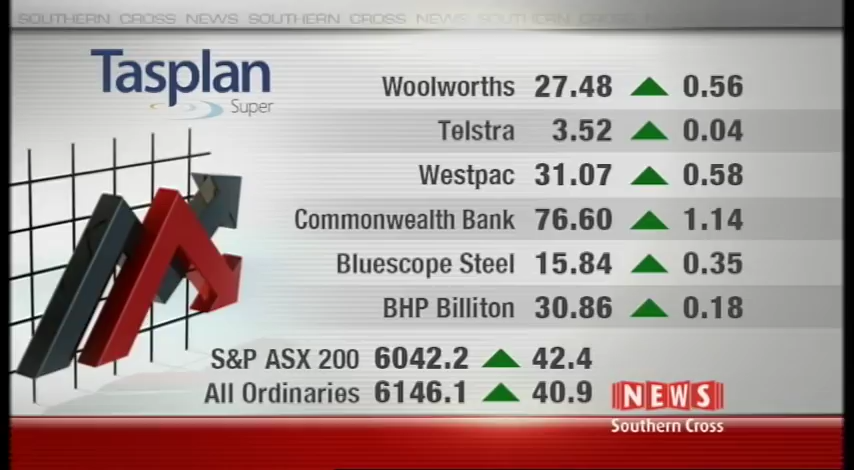 SOUTHERN CROSS NEWS SOUTHERN CROSS NEWS SOUTHERN CROSS NEWS
Tasplan
Super
Woolworths 27.48 ▲ 0.56
Telstra 3.52 ▲ 0.04
Westpac 31.07 ▲ 0.58
Commonwealth Bank 76.60 ▲ 1.14
Bluescope Steel 15.84 ▲ 0.35
BHP Billiton 30.86 ▲ 0.18
S&P ASX 200 6042.2 ▲ 42.4
All Ordinaries 6146.1 ▲ 40.9
NEWS
Southern Cross